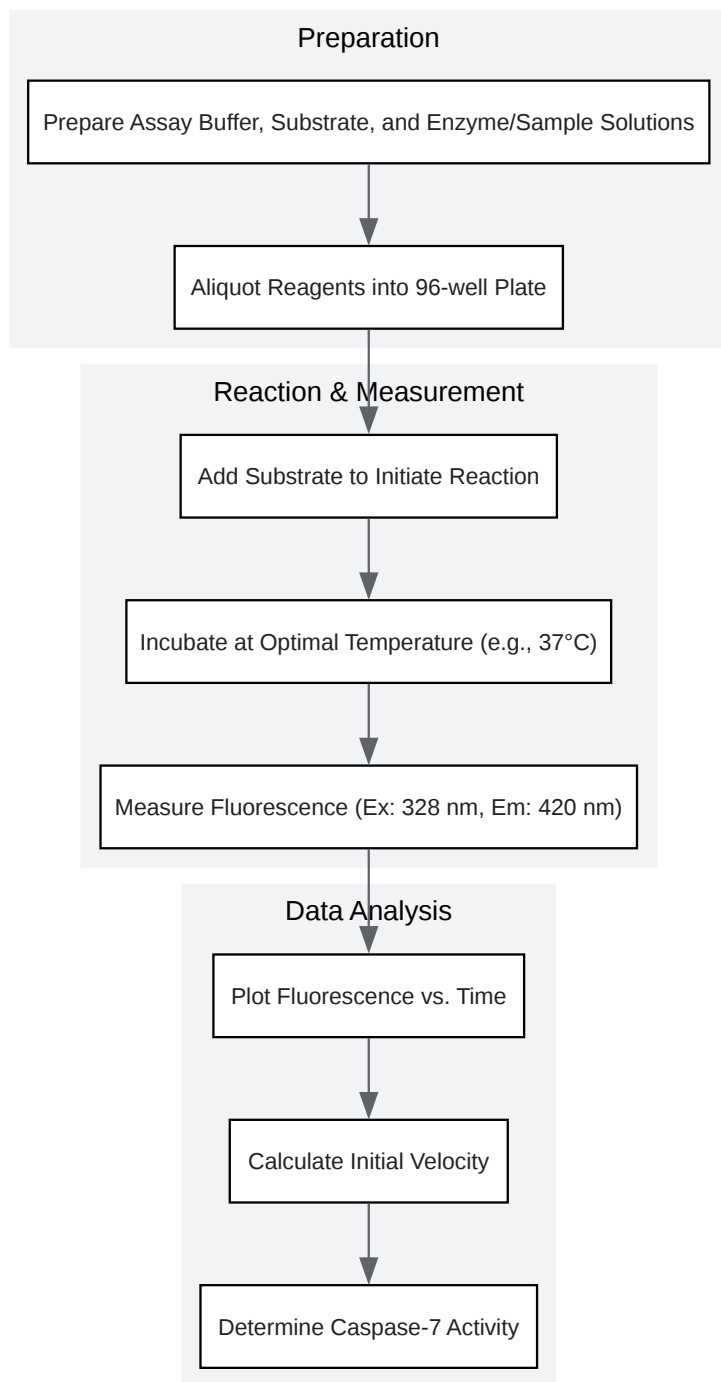 Preparation
Prepare Assay Buffer, Substrate, and Enzyme/Sample Solutions
Aliquot Reagents into 96-well Plate
Reaction & Measurement
Add Substrate to Initiate Reaction
Incubate at Optimal Temperature (e.g., 37°C)
Measure Fluorescence (Ex: 328 nm, Em: 420 nm)
Data Analysis
Plot Fluorescence vs. Time
Calculate Initial Velocity
Determine Caspase-7 Activity